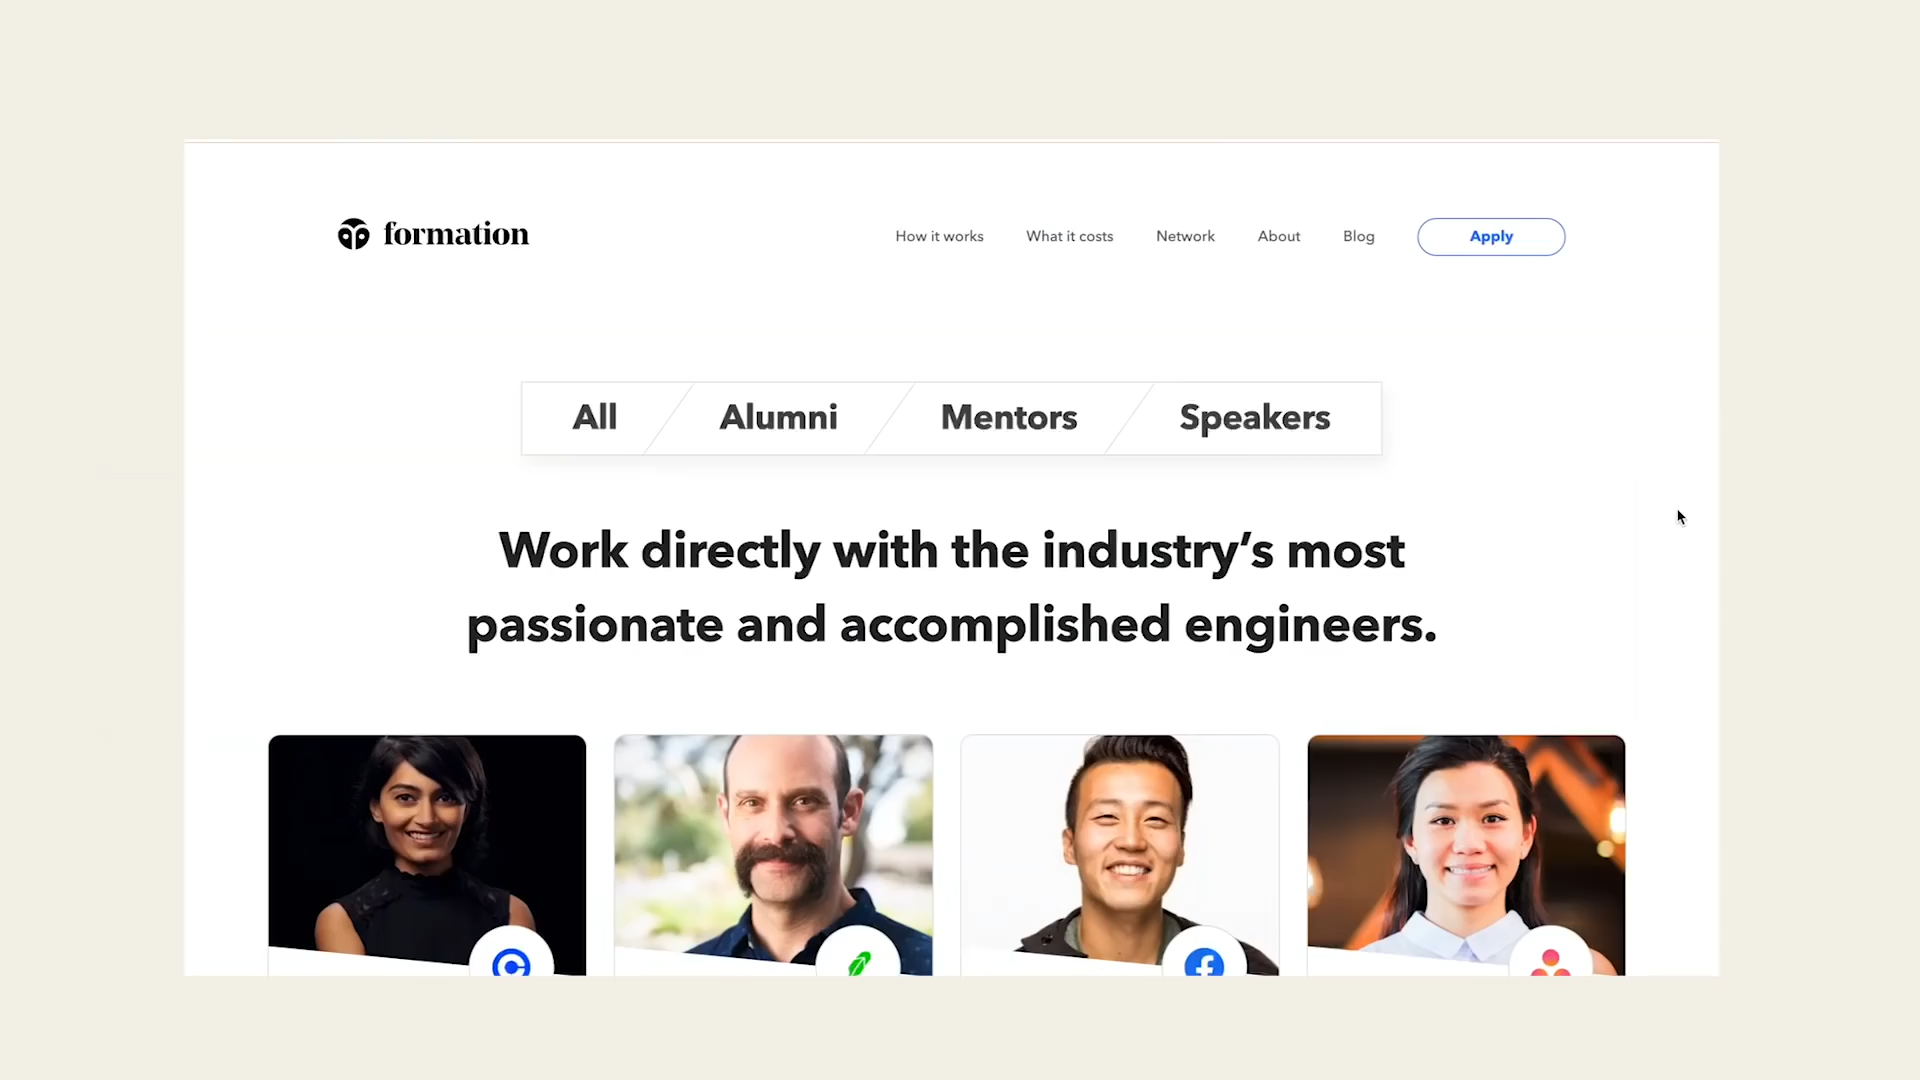 formation
How it works
What it costs
Network
About
Blog
Apply
All
Alumni
Mentors
Speakers
Work directly with the industry’s most
passionate and accomplished engineers.